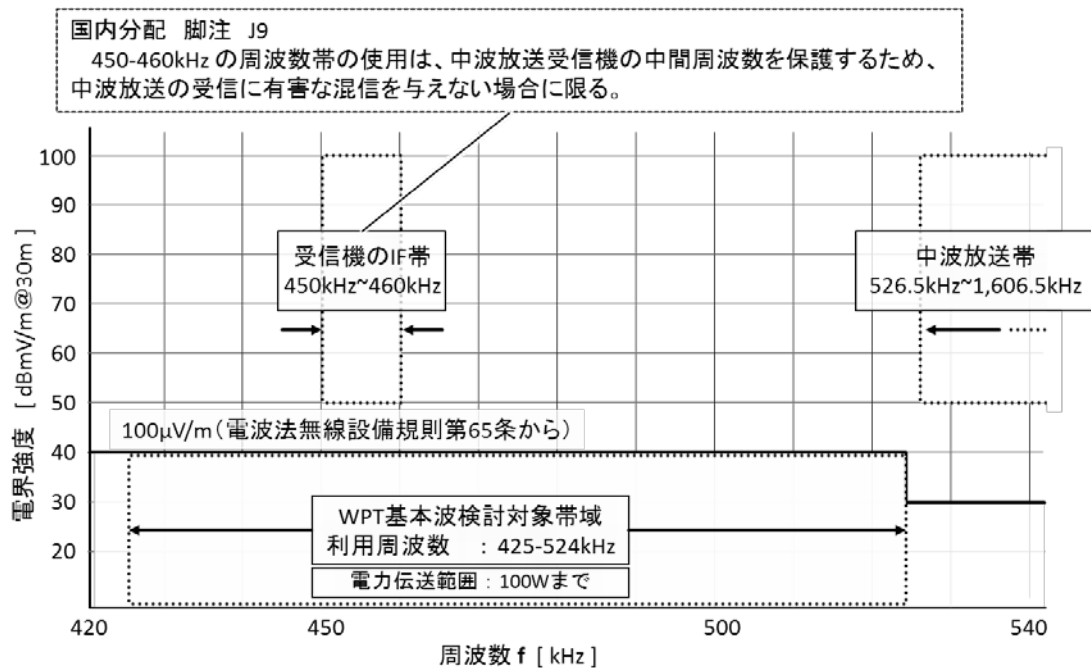 国内分配 脚注 J9
450-460kHz の周波数帯の使用は、中波放送受信機の中間周波数を保護するため、
中波放送の受信に有害な混信を与えない場合に限る。
電界強度 [ dBmV/m@30m ]
100
90
80
70
60
50
40
30
20
受信機のIF帯
450kHz~460kHz
中波放送帯
526.5kHz~1,606.5kHz
100μV/m(電波法無線設備規則第65条から)
WPT基本波検討対象帯域
利用周波数 : 425-524kHz
電力伝送範囲 : 100Wまで
420
450
500
540
周波数 f [ kHz ]